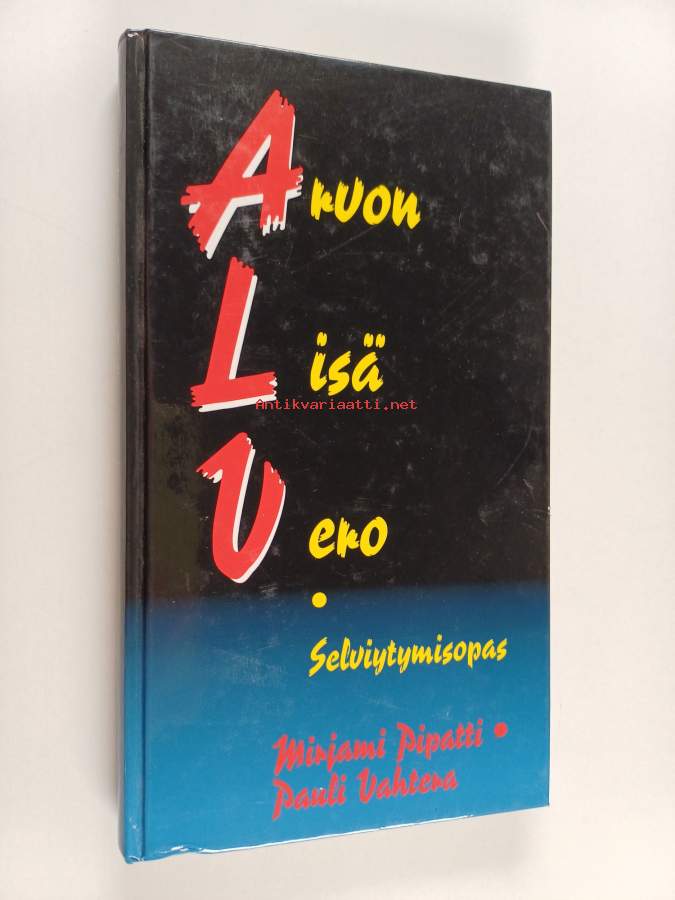 Arvon
Lisä
Antikvariaatti.net
Vero
•
Selviytymisopas
Mirjami Pipatti •
Pauli Vahtera